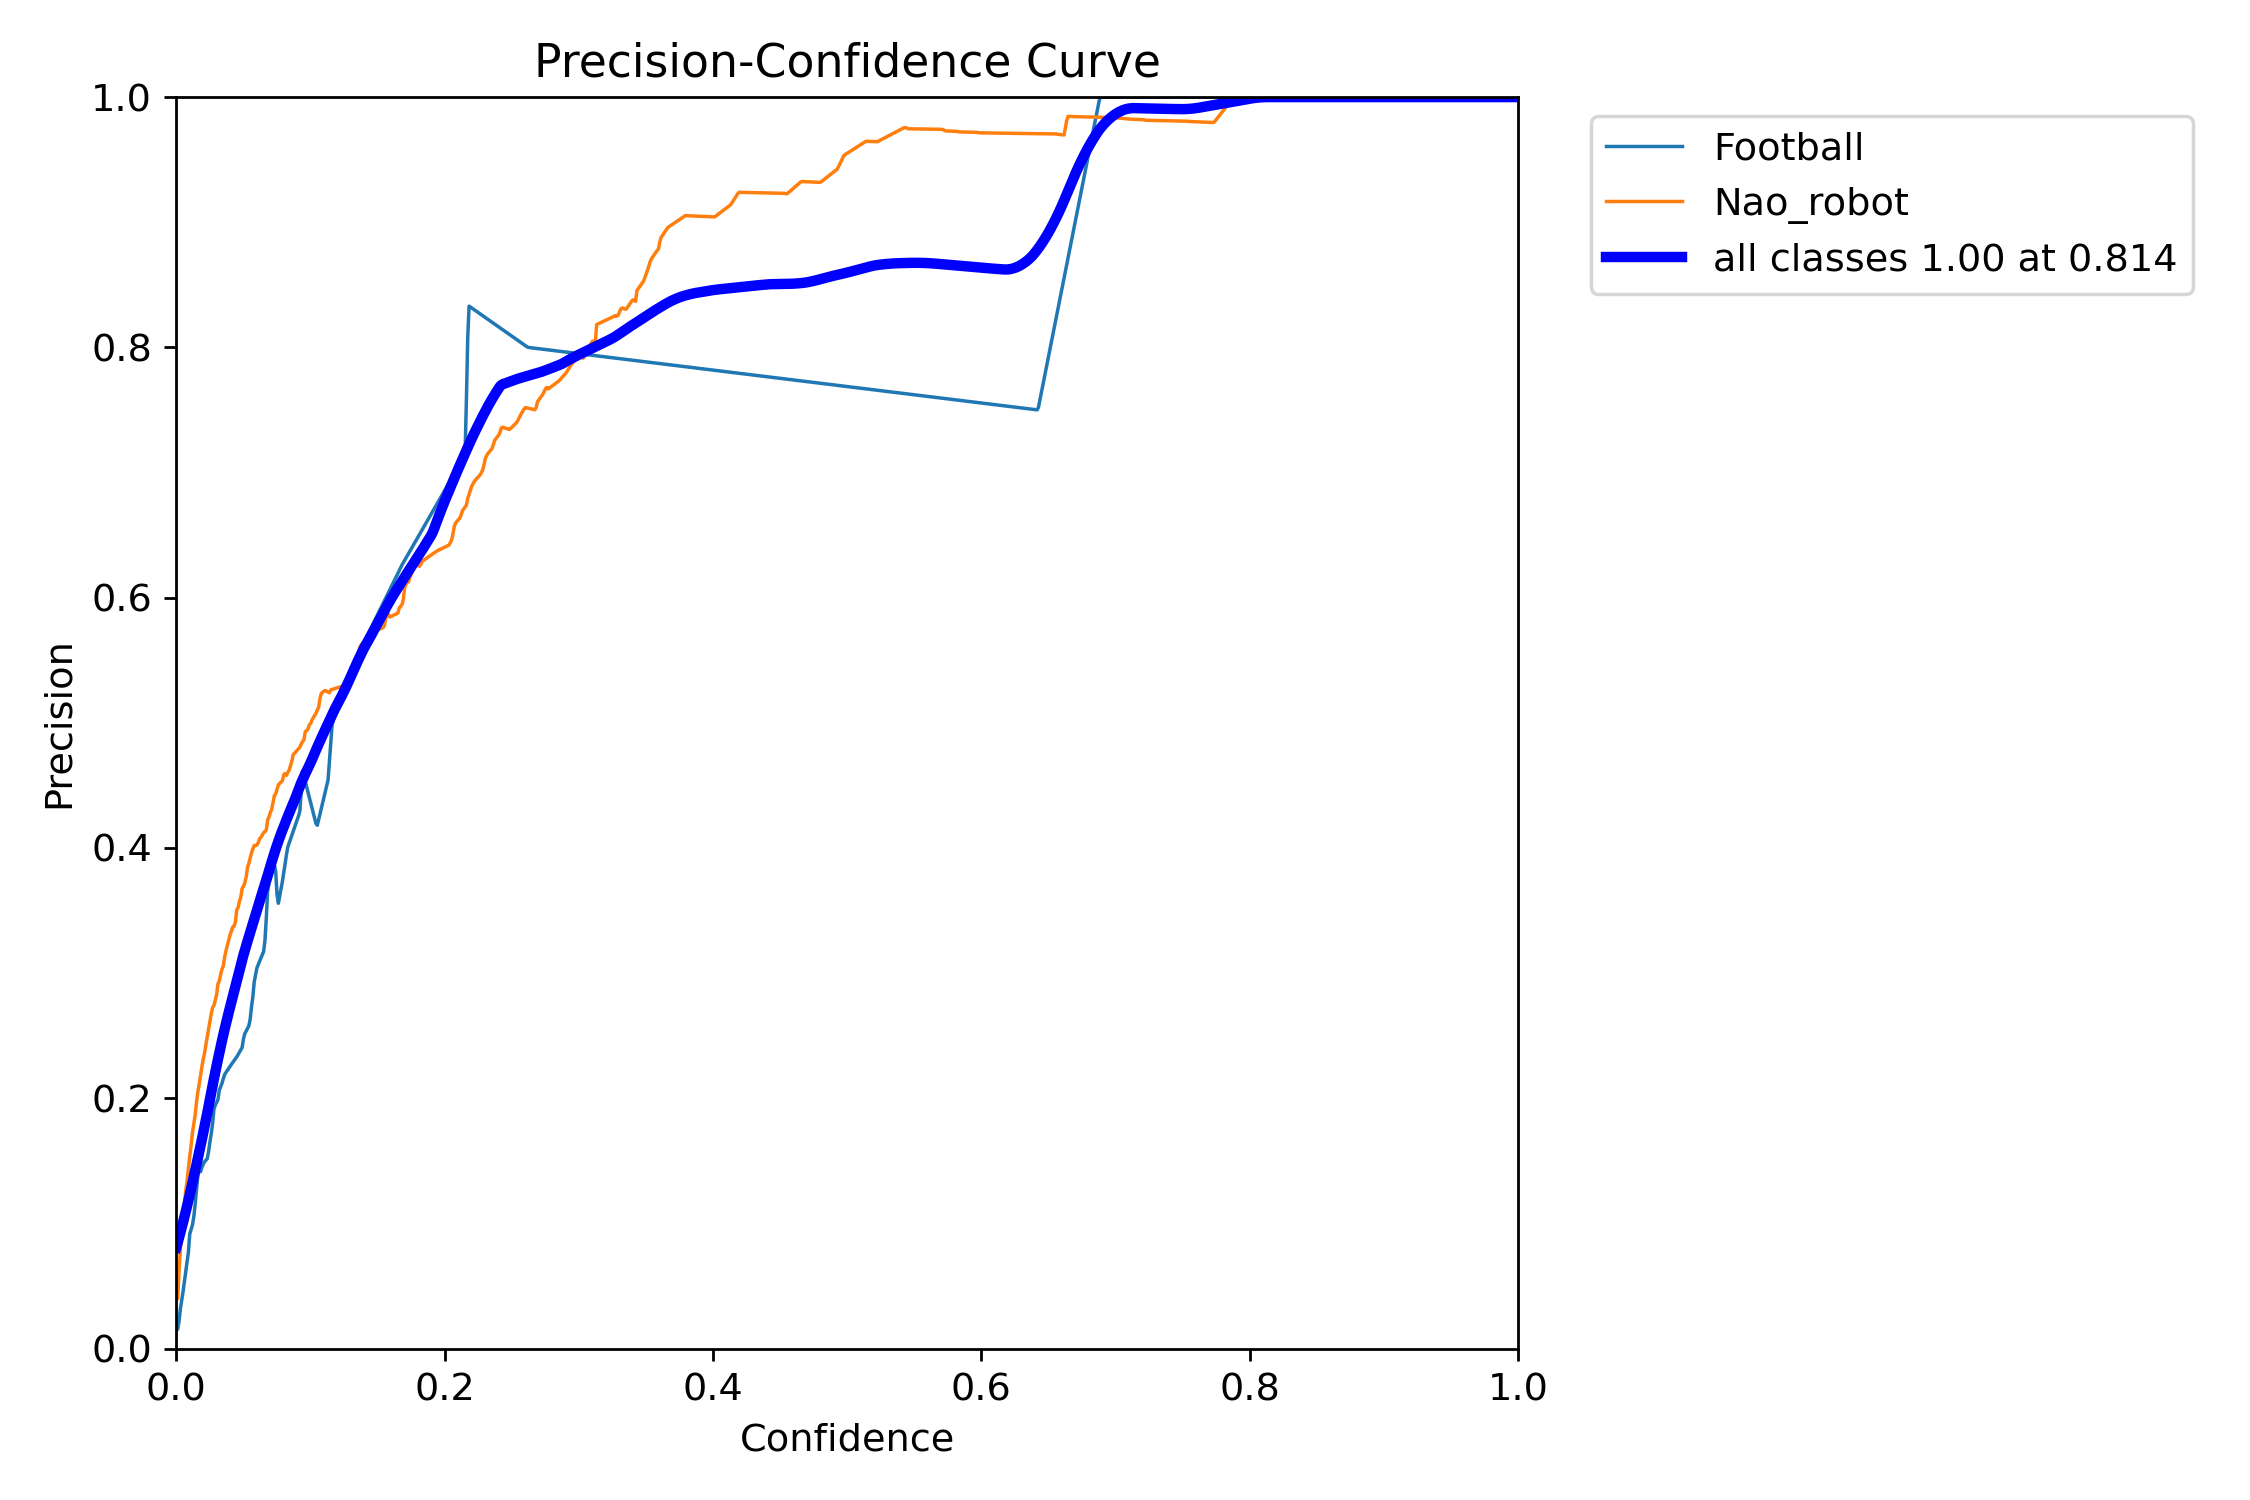 Precision-Confidence Curve
1.0
0.8
0.6
0.4
0.2
0.0
Precision
0.0 0.2 0.4 0.6 0.8 1.0
Confidence
Football
Nao_robot
all classes 1.00 at 0.814